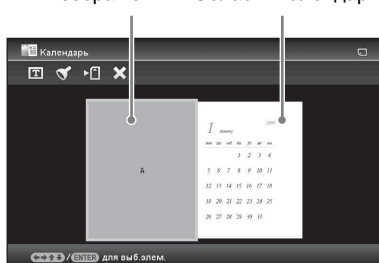 Календарь
T
A
1 January
1 2 3 4
5 6 7 8 9 10 11
12 13 14 15 16 17 18
19 20 21 22 23 24 25
26 27 28 29 30 31
/ ENTER для выб.элем.